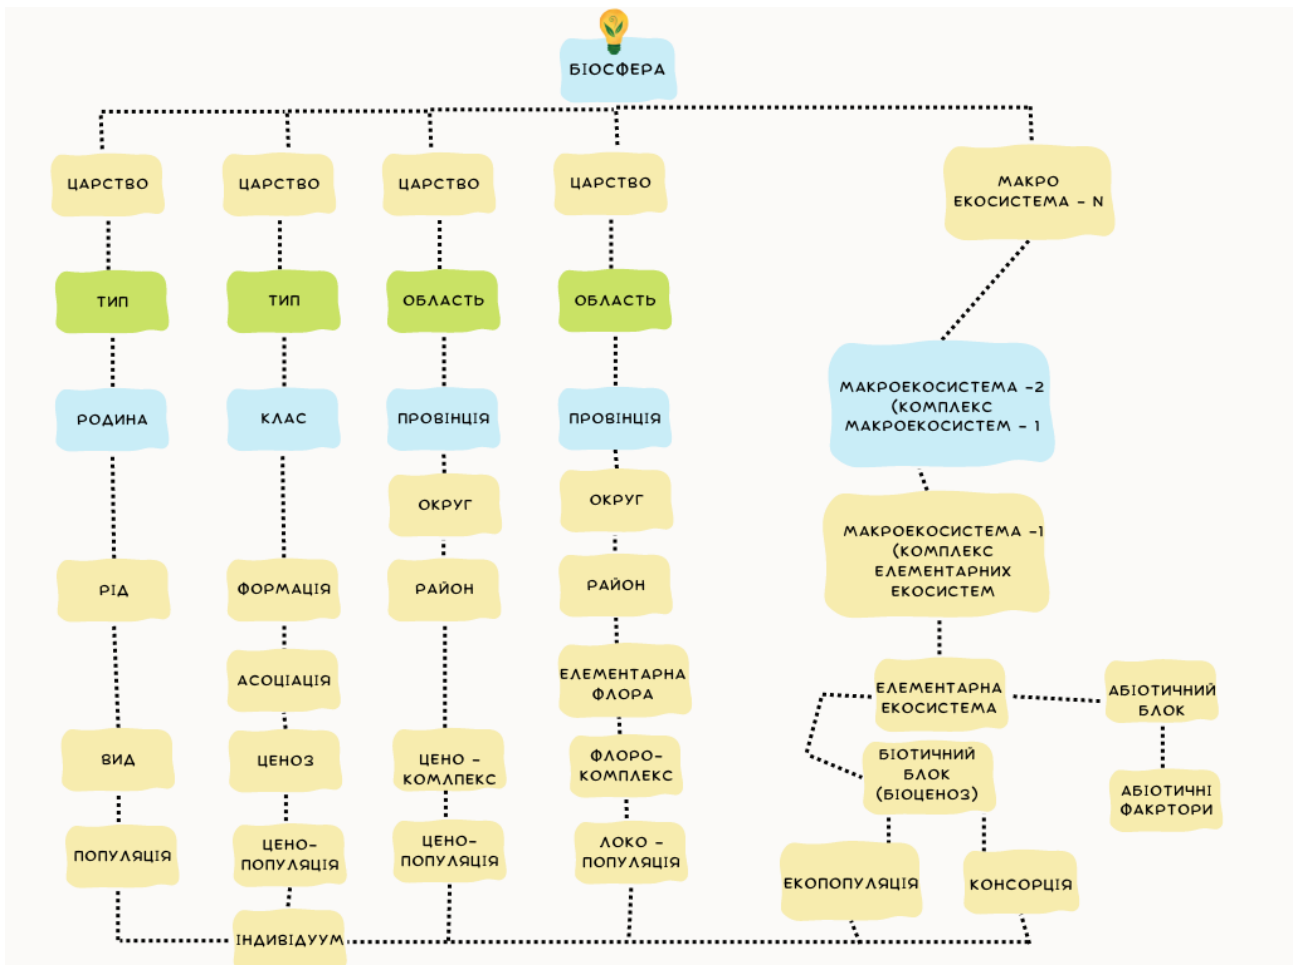 БІОСФЕРА
ЦАРСТВО
ЦАРСТВО
ЦАРСТВО
ЦАРСТВО
МАКРО
ЕКОСИСТЕМА - N
ТИП
ТИП
ОБЛАСТЬ
ОБЛАСТЬ
РОДИНА
КЛАС
ПРОВІНЦІЯ
ПРОВІНЦІЯ
МАКРОЕКОСИСТЕМА -2
(КОМПЛЕКС
МАКРОЕКОСИСТЕМ - 1
ОКРУГ
ОКРУГ
МАКРОЕКОСИСТЕМА -1
(КОМПЛЕКС
ЕЛЕМЕНТАРНИХ
ЕКОСИСТЕМ
РІД
ФОРМАЦІЯ
РАЙОН
РАЙОН
АСОЦІАЦІЯ
ЕЛЕМЕНТАРНА
ФЛОРА
ЕЛЕМЕНТАРНА
ЕКОСИСТЕМА
АБІОТИЧНИЙ
БЛОК
ВИД
ЦЕНОЗ
ЦЕНО -
КОМЛПЕКС
ФЛОРО-
КОМПЛЕКС
БІОТИЧНИЙ
БЛОК
(БІОЦЕНОЗ)
АБІОТИЧНІ
ФАКРТОРИ
ПОПУЛЯЦІЯ
ЦЕНО-
ПОПУЛЯЦІЯ
ЦЕНО-
ПОПУЛЯЦІЯ
ЛОКО -
ПОПУЛЯЦІЯ
ЕКОПОПУЛЯЦІЯ
КОНСОРЦІЯ
ІНДИВІДУУМ